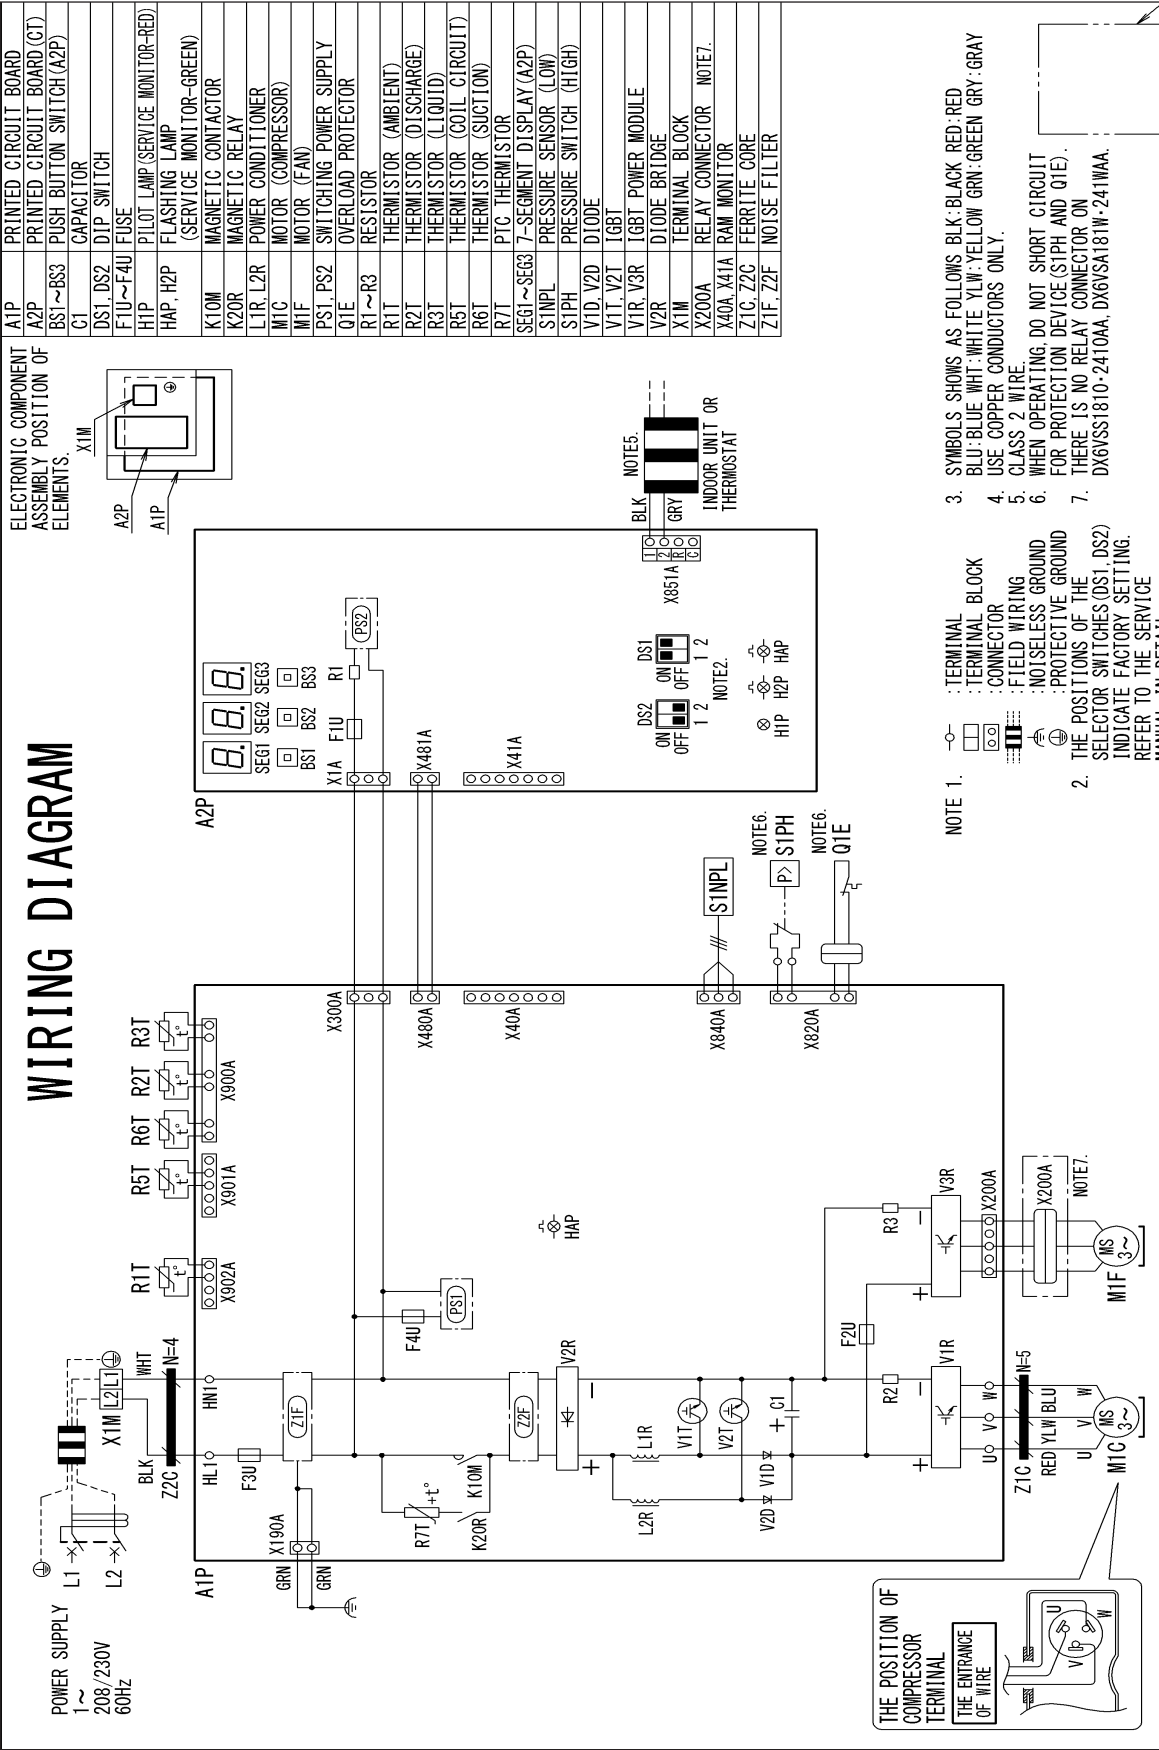 WIRING DIAGRAM
POWER SUPPLY
1~
208/230V
60Hz
L1
L2
X1M
L2 L1
BLK
WHT
Z2C
N=4
HL1
HN1
A1P
F3U
Z1F
X190A
GRN
GRN
R1T
t°
X902A
R5T
t°
X901A
R6T
t°
R2T
t°
R3T
t°
X900A
F4U
PS1
R7T
+t°
K20R
K10M
Z2F
V2R
+
−
HAP
L2R
L1R
V1T
V2T
V2D
V1D
+
C1
R2
R3
F2U
+
−
V1R
+
−
V3R
U
V
W
Z1C
N=5
RED YLW BLU
U
V
W
MS
3~
M1C
X200A
X200A
NOTE7.
MS
3~
M1F
X300A
X480A
X40A
X840A
X820A
S1NPL
NOTE6.
S1PH
P>
NOTE6.
Q1E
A2P
SEG1
SEG2
SEG3
BS1
BS2
BS3
X1A
F1U
R1
PS2
X481A
X41A
DS2
ON
OFF
1 2
DS1
ON
OFF
1 2
NOTE2.
H1P
H2P
HAP
X851A
1
2
R
C
BLK
GRY
NOTE5.
INDOOR UNIT OR
THERMOSTAT
THE POSITION OF
COMPRESSOR
TERMINAL
THE ENTRANCE
OF WIRE
U
V
W
ELECTRONIC COMPONENT
ASSEMBLY POSITION OF
ELEMENTS.
X1M
A2P
A1P
A1P PRINTED CIRCUIT BOARD
A2P PRINTED CIRCUIT BOARD(CT)
BS1~BS3 PUSH BUTTON SWITCH(A2P)
C1 CAPACITOR
DS1, DS2 DIP SWITCH
F1U~F4U FUSE
H1P PILOT LAMP(SERVICE MONITOR-RED)
HAP, H2P FLASHING LAMP
(SERVICE MONITOR-GREEN)
K10M MAGNETIC CONTACTOR
K20R MAGNETIC RELAY
L1R, L2R POWER CONDITIONER
M1C MOTOR (COMPRESSOR)
M1F MOTOR (FAN)
PS1, PS2 SWITCHING POWER SUPPLY
Q1E OVERLOAD PROTECTOR
R1~R3 RESISTOR
R1T THERMISTOR (AMBIENT)
R2T THERMISTOR (DISCHARGE)
R3T THERMISTOR (LIQUID)
R5T THERMISTOR (COIL CIRCUIT)
R6T THERMISTOR (SUCTION)
R7T PTC THERMISTOR
SEG1~SEG3 7-SEGMENT DISPLAY(A2P)
S1NPL PRESSURE SENSOR (LOW)
S1PH PRESSURE SWITCH (HIGH)
V1D, V2D DIODE
V1T, V2T IGBT
V1R, V3R IGBT POWER MODULE
V2R DIODE BRIDGE
X1M TERMINAL BLOCK
X200A RELAY CONNECTOR NOTE7.
X40A, X41A RAM MONITOR
Z1C, Z2C FERRITE CORE
Z1F, Z2F NOISE FILTER
NOTE 1.
:TERMINAL
:TERMINAL BLOCK
:CONNECTOR
:FIELD WIRING
:NOISELESS GROUND
:PROTECTIVE GROUND
2. THE POSITIONS OF THE
SELECTOR SWITCHES(DS1, DS2)
INDICATE FACTORY SETTING.
REFER TO THE SERVICE
MANUAL IN DETAIL.
3. SYMBOLS SHOWS AS FOLLOWS BLK:BLACK RED:RED
BLU:BLUE WHT:WHITE YLW:YELLOW GRN:GREEN GRY:GRAY
4. USE COPPER CONDUCTORS ONLY.
5. CLASS 2 WIRE.
6. WHEN OPERATING, DO NOT SHORT CIRCUIT
FOR PROTECTION DEVICE(S1PH AND Q1E).
7. THERE IS NO RELAY CONNECTOR ON
DX6VSS1810·2410AA, DX6VSA181W·241WAA.